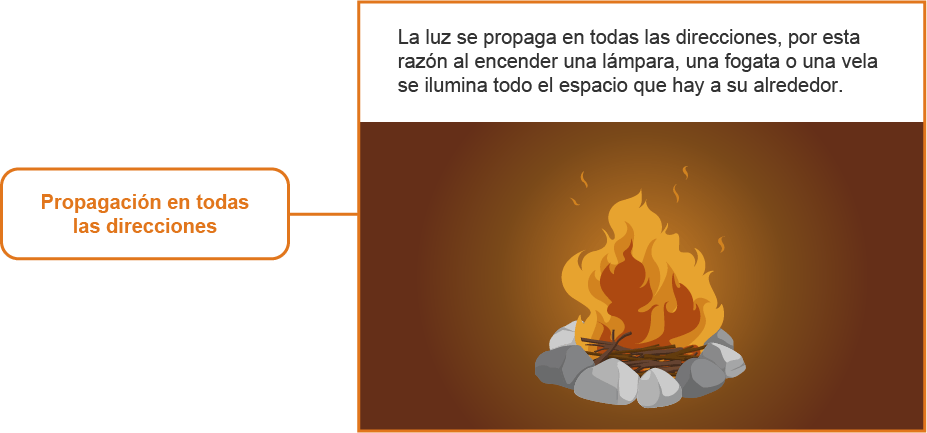 La luz se propaga en todas las direcciones, por esta
razón al encender una lámpara, una fogata o una vela
se ilumina todo el espacio que hay a su alrededor.
Propagación en todas
las direcciones